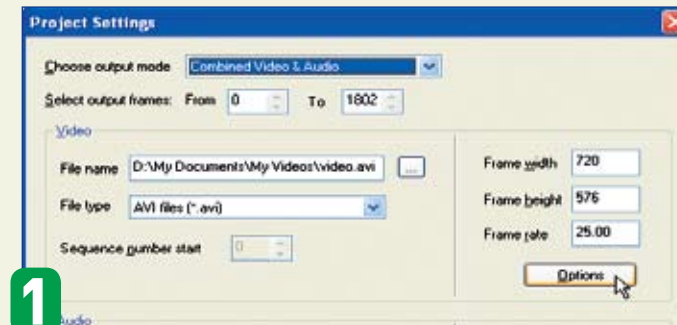 Project Settings
Choose output mode Combined Video & Audio
Select output frames: From 0 To 1802
Video
File name D:\My Documents\My Videos\video.avi ...
Frame width 720
File type AVI files (*.avi)
Frame height 576
Sequence number start 0
Frame rate 25.00
Options
1
Audio